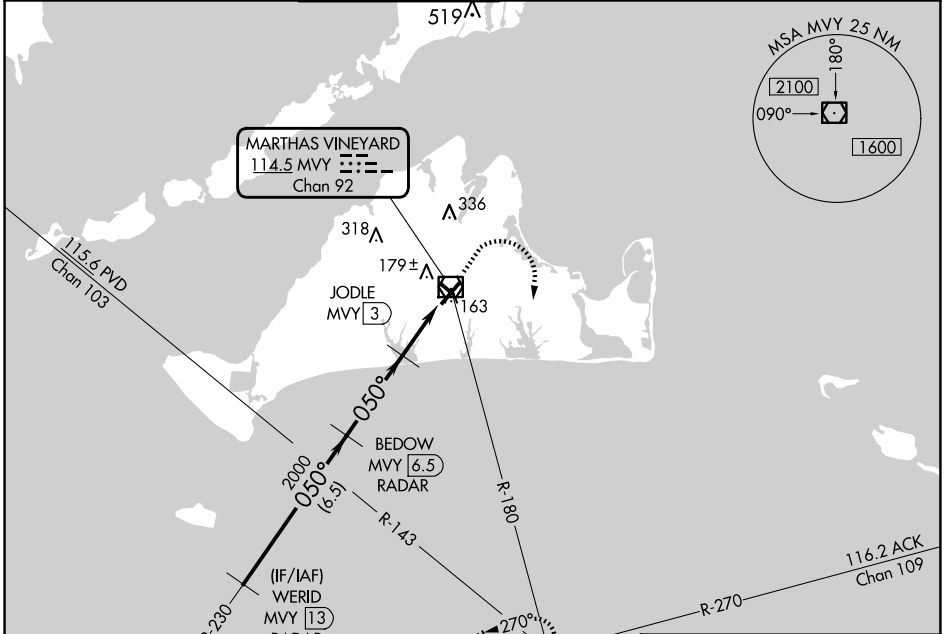 519
MSA MVY 25 NM
180°
2100
090°
1600
MARTHAS VINEYARD
114.5 MVY
Chan 92
336
318
179±
163
115.6 PVD
Chan 103
JODLE
MVY 3
050°
BEDOW
MVY 6.5
RADAR
2000
050°
(6.5)
R-143
R-180
(IF/IAF)
WERID
MVY 13
R-230
116.2 ACK
Chan 109
R-270
270°